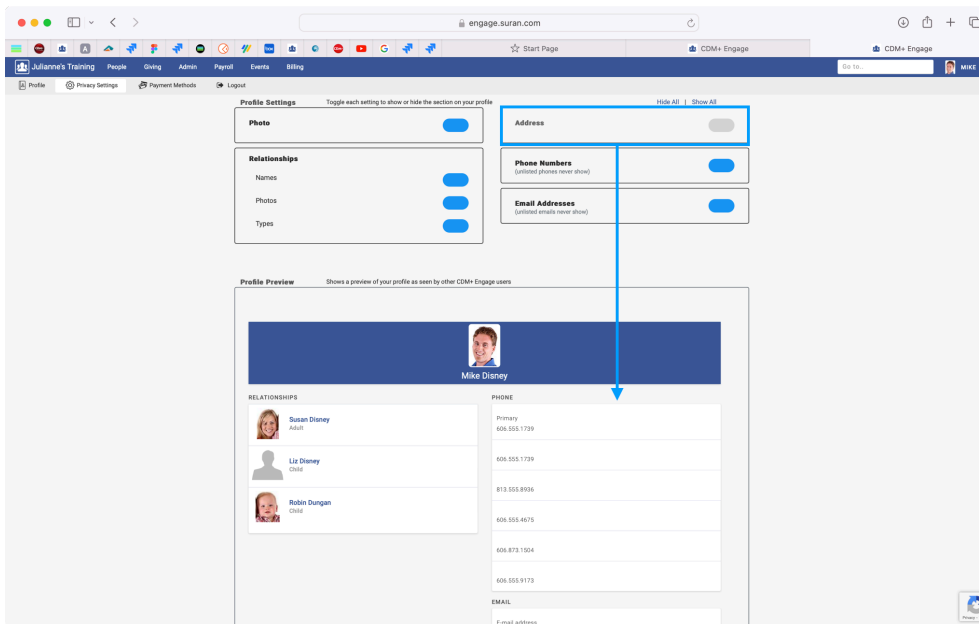 engage.suran.com
Start Page
CDM+ Engage
CDM+ Engage
Julianne's Training People Giving Admin Payroll Events Billing
Go to...
MIKE
Profile Privacy Settings Payment Methods Logout
Profile Settings Toggle each setting to show or hide the section on your profile
Hide All | Show All
Photo
Address
Relationships
Names
Photos
Types
Phone Numbers
(unlisted phones never show)
Email Addresses
(unlisted emails never show)
Profile Preview Shows a preview of your profile as seen by other CDM+ Engage users
Mike Disney
RELATIONSHIPS
Susan Disney
Adult
Liz Disney
Child
Robin Dungan
Child
PHONE
Primary
606.555.1739
606.555.1739
813.555.8936
606.555.4675
606.873.1504
606.555.9173
EMAIL
E-mail address